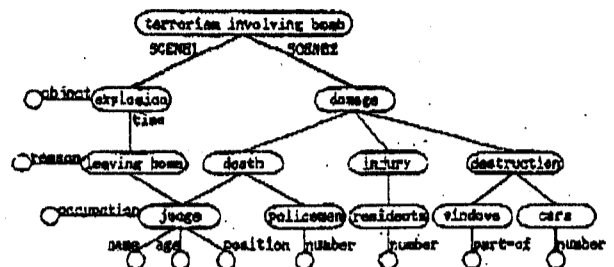 terrorism involving bomb
SCENE1 SCENE2
object explosion damage
time
reason leaving bomb death injury destruction
occupation judge policemen residents windows cars
name age position number number part-of number